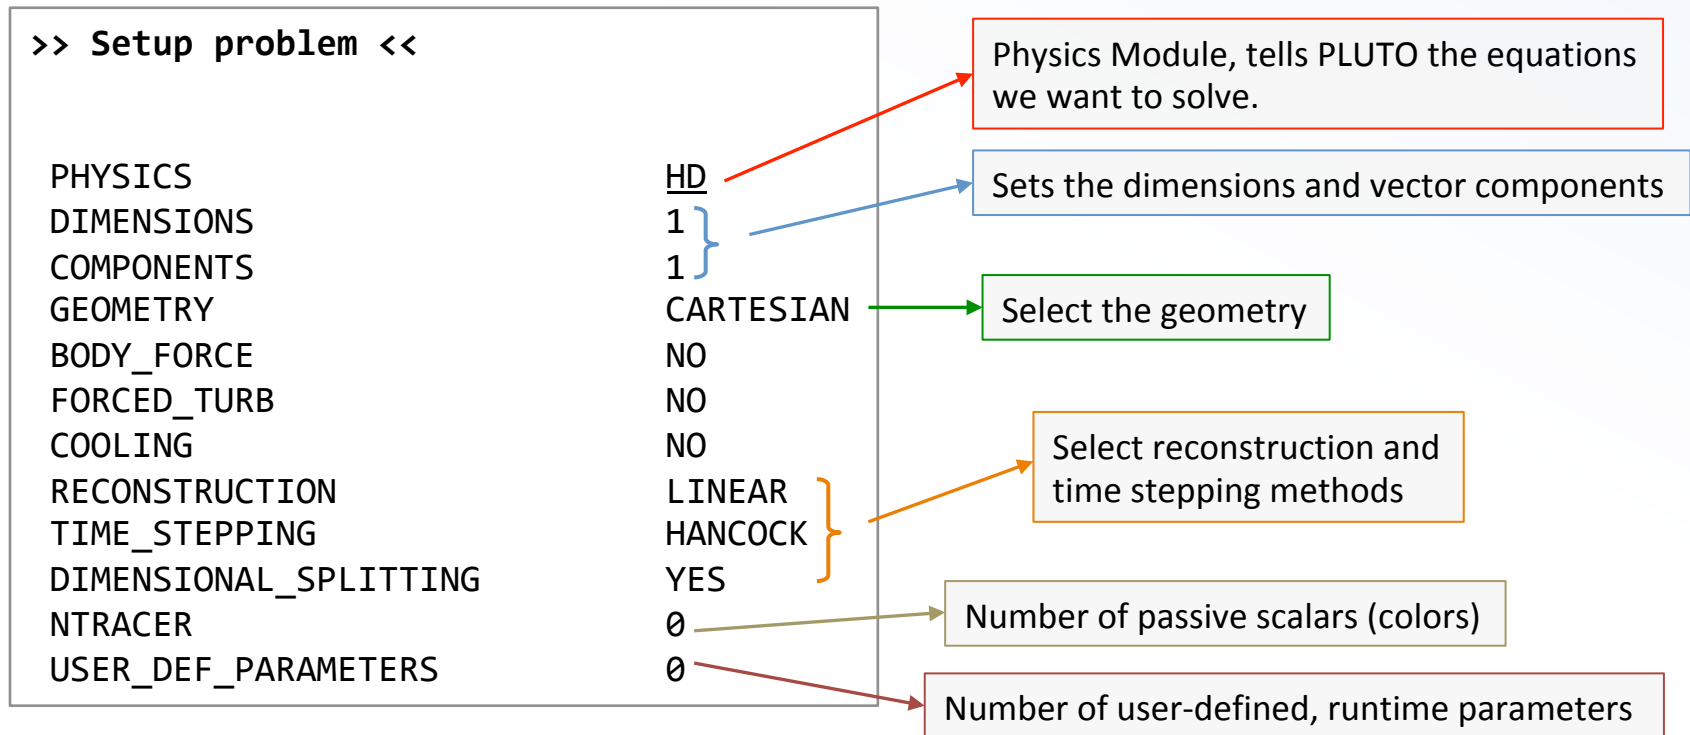 >> Setup problem <<
PHYSICS HD
DIMENSIONS 1
COMPONENTS 1
GEOMETRY CARTESIAN
BODY_FORCE NO
FORCED_TURB NO
COOLING NO
RECONSTRUCTION LINEAR
TIME_STEPPING HANCOCK
DIMENSIONAL_SPLITTING YES
NTRACER 0
USER_DEF_PARAMETERS 0
Physics Module, tells PLUTO the equations
we want to solve.
Sets the dimensions and vector components
Select the geometry
Select reconstruction and
time stepping methods
Number of passive scalars (colors)
Number of user-defined, runtime parameters